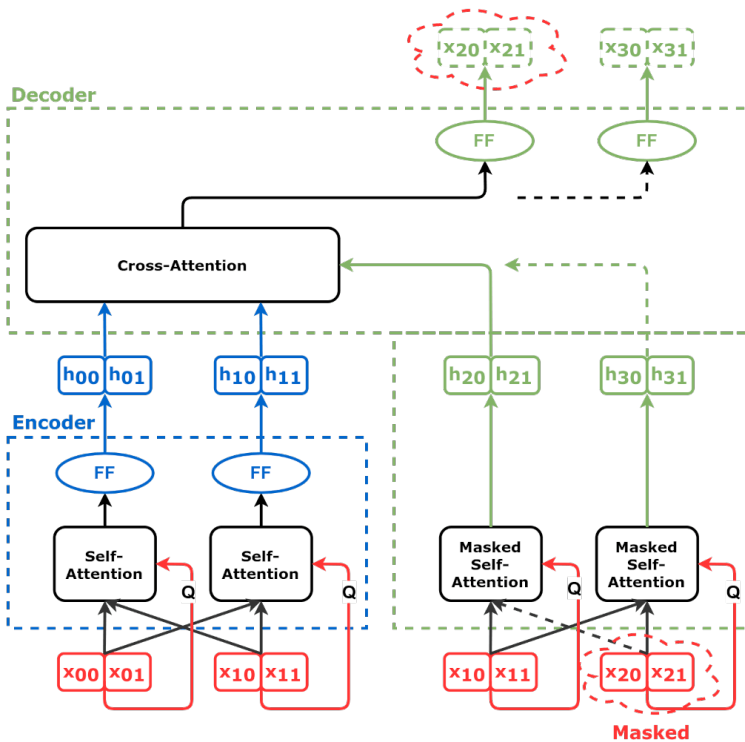 x20 x21 x30 x31
Decoder
FF FF
Cross-Attention
h00 h01 h10 h11 h20 h21 h30 h31
Encoder
FF FF
Self-
Attention
Self-
Attention
Masked
Self-
Attention
Masked
Self-
Attention
Q Q Q Q
x00 x01 x10 x11 x10 x11 x20 x21
Masked